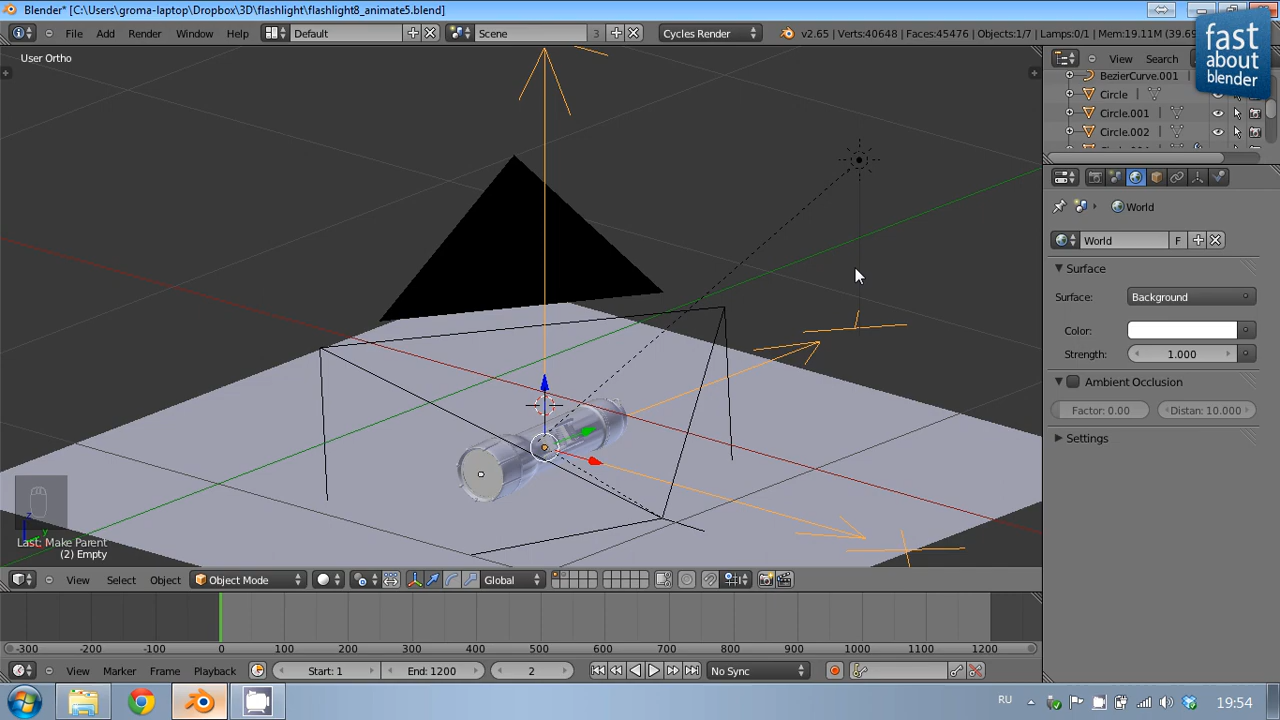 Blender* [C:\Users\groma-laptop\Dropbox\3D\flashlight\flashlight8_animate5.blend]
File Add Render Window Help Default Scene 3 F Cycles Render v2.65 | Verts:40648 | Faces:45476 | Objects:1/7 | Lamps:0/1 | Mem:19.11M (39.6
fast
about
blender
User Ortho
View Search
BezierCurve.001
Circle
Circle.001
Circle.002
World
World F
Surface
Surface: Background
Color:
Strength: 1.000
Ambient Occlusion
Factor: 0.00 Distan: 10.000
Settings
z
y
Last: Make Parent
(2) Empty
View Select Object Object Mode Global
-300 -200 -100 0 100 200 300 400 500 600 700 800 900 1000 1100 1200
View Marker Frame Playback Start: 1 End: 1200 2 No Sync
RU 19:54